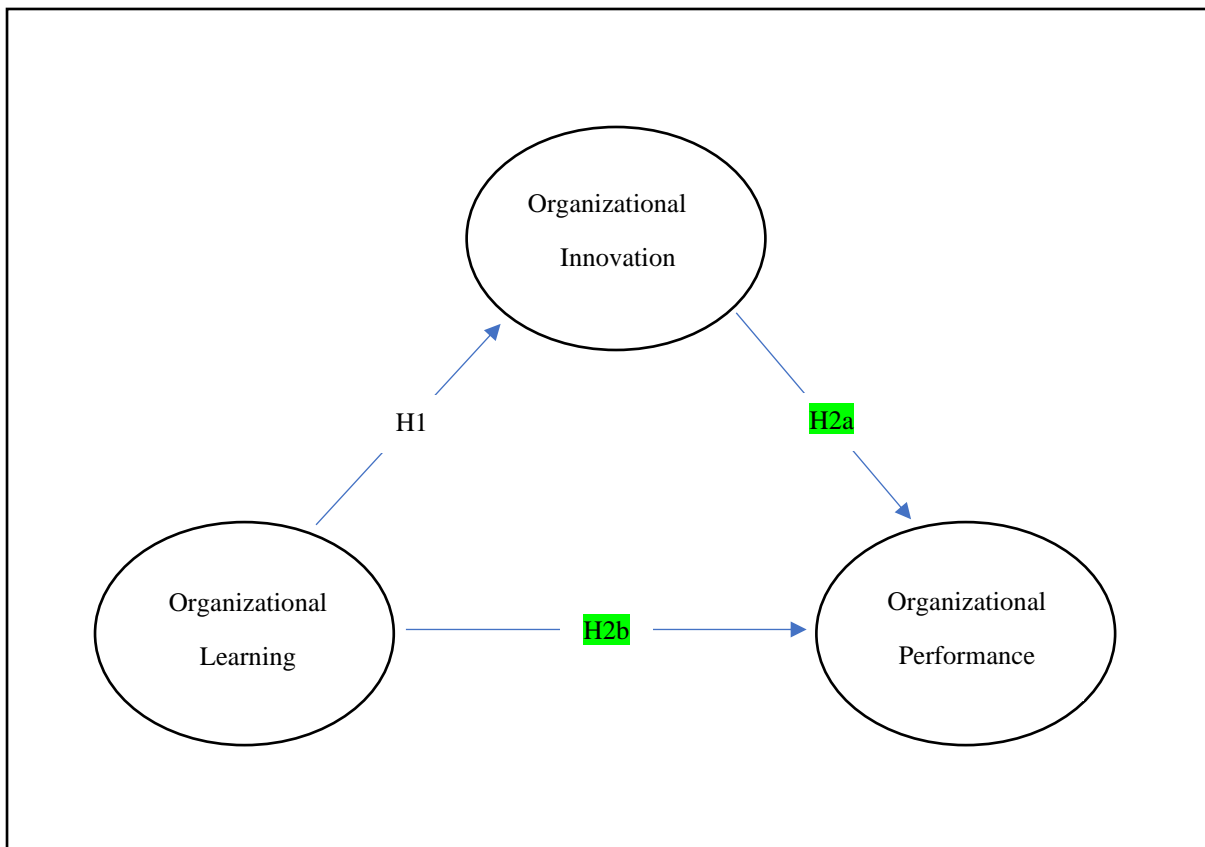 Organizational
Innovation
H1
H2a
Organizational
Learning
H2b
Organizational
Performance